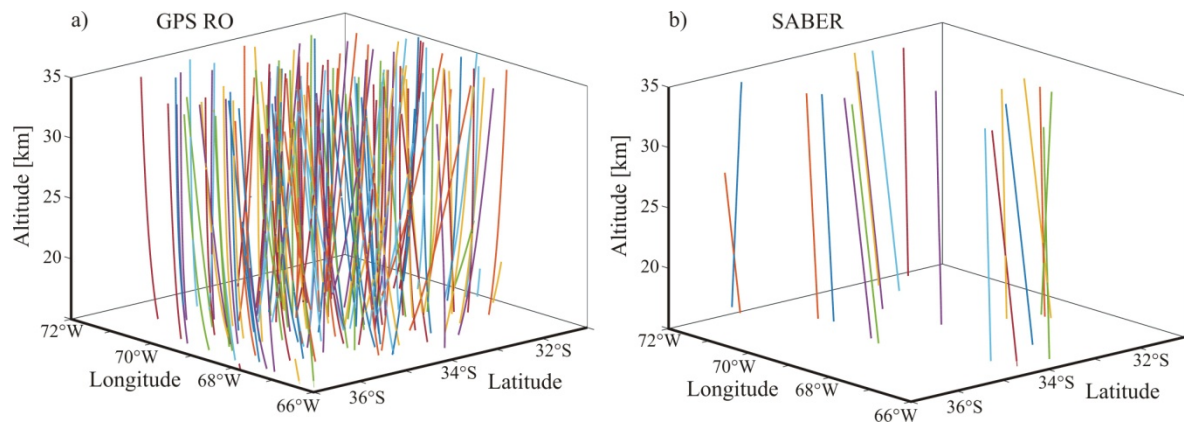 a) GPS RO
35
30
25
20
Altitude [km]
72°W
70°W
68°W
66°W
Longitude
36°S
34°S
32°S
Latitude
b) SABER
35
30
25
20
Altitude [km]
72°W
70°W
68°W
66°W
Longitude
36°S
34°S
32°S
Latitude